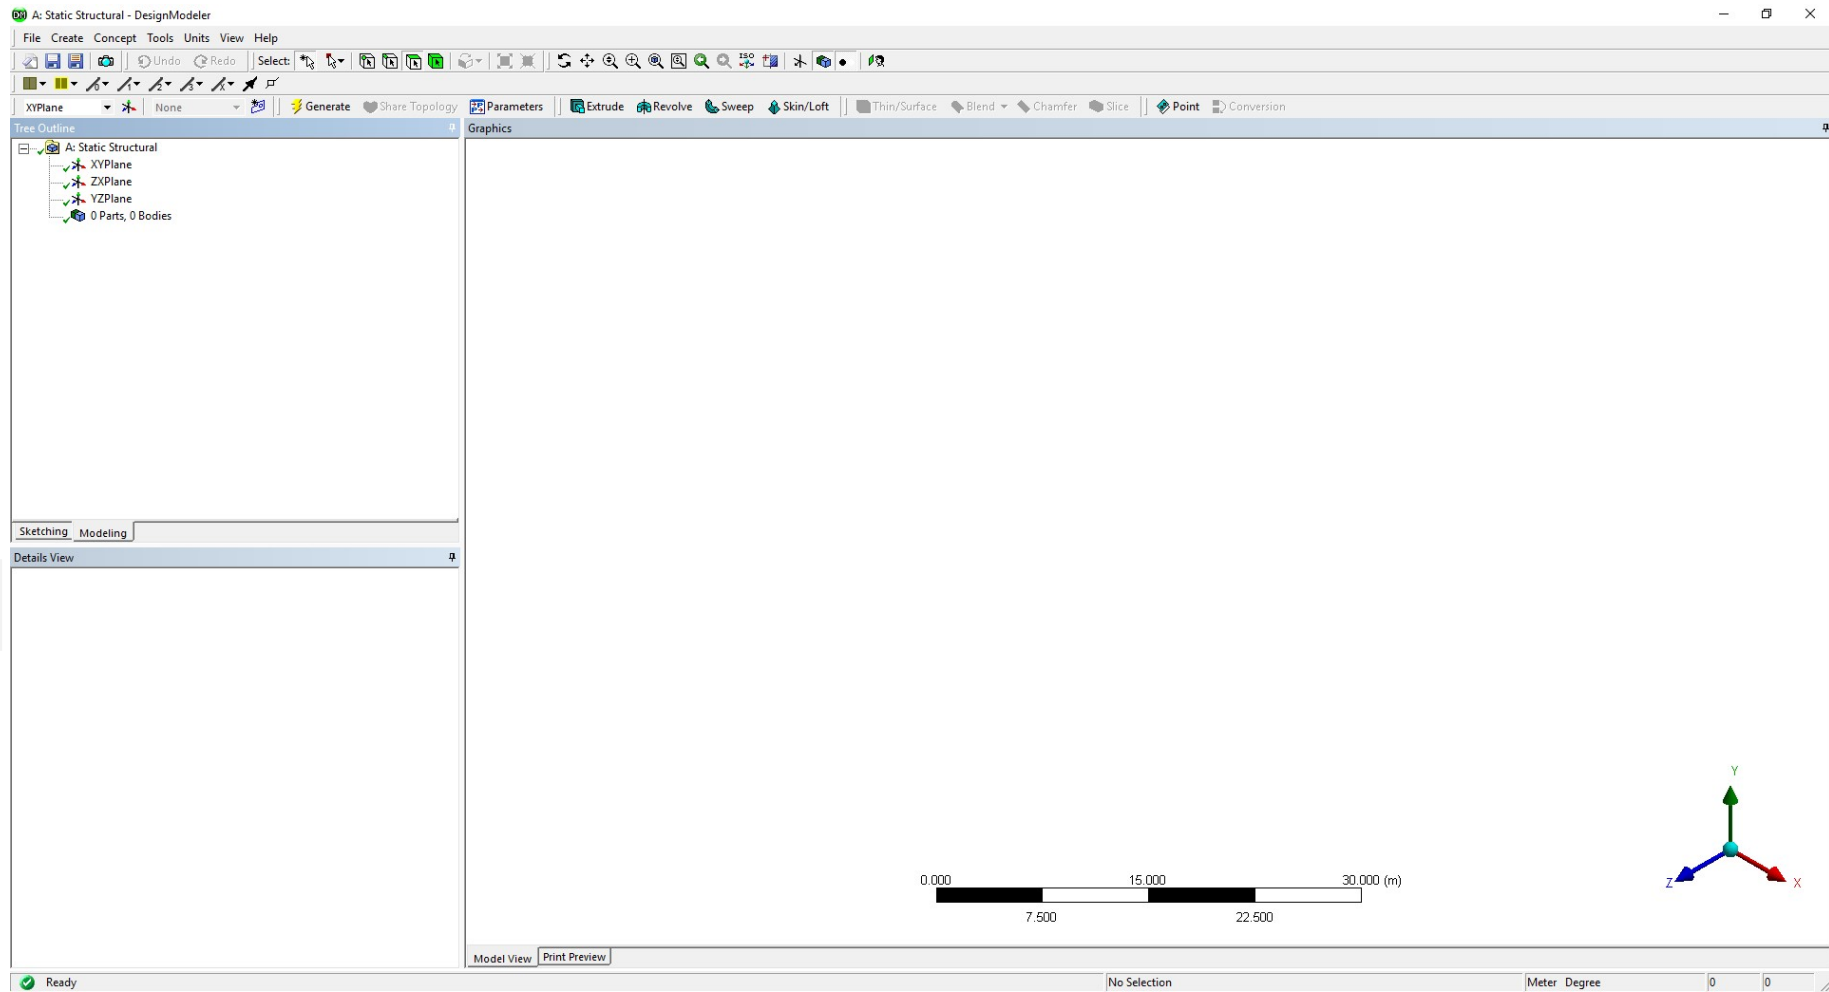 A: Static Structural - DesignModeler
File Create Concept Tools Units View Help
Undo Redo Select: ISO
XYPlane None Generate Share Topology Parameters Extrude Revolve Sweep Skin/Loft Thin/Surface Blend Chamfer Slice Point Conversion
Tree Outline
A: Static Structural
XYPlane
ZXPlane
YZPlane
0 Parts, 0 Bodies
Sketching Modeling
Details View
Graphics
0.000 15.000 30.000 (m)
7.500 22.500
Y
Z X
Model View Print Preview
Ready No Selection Meter Degree 0 0